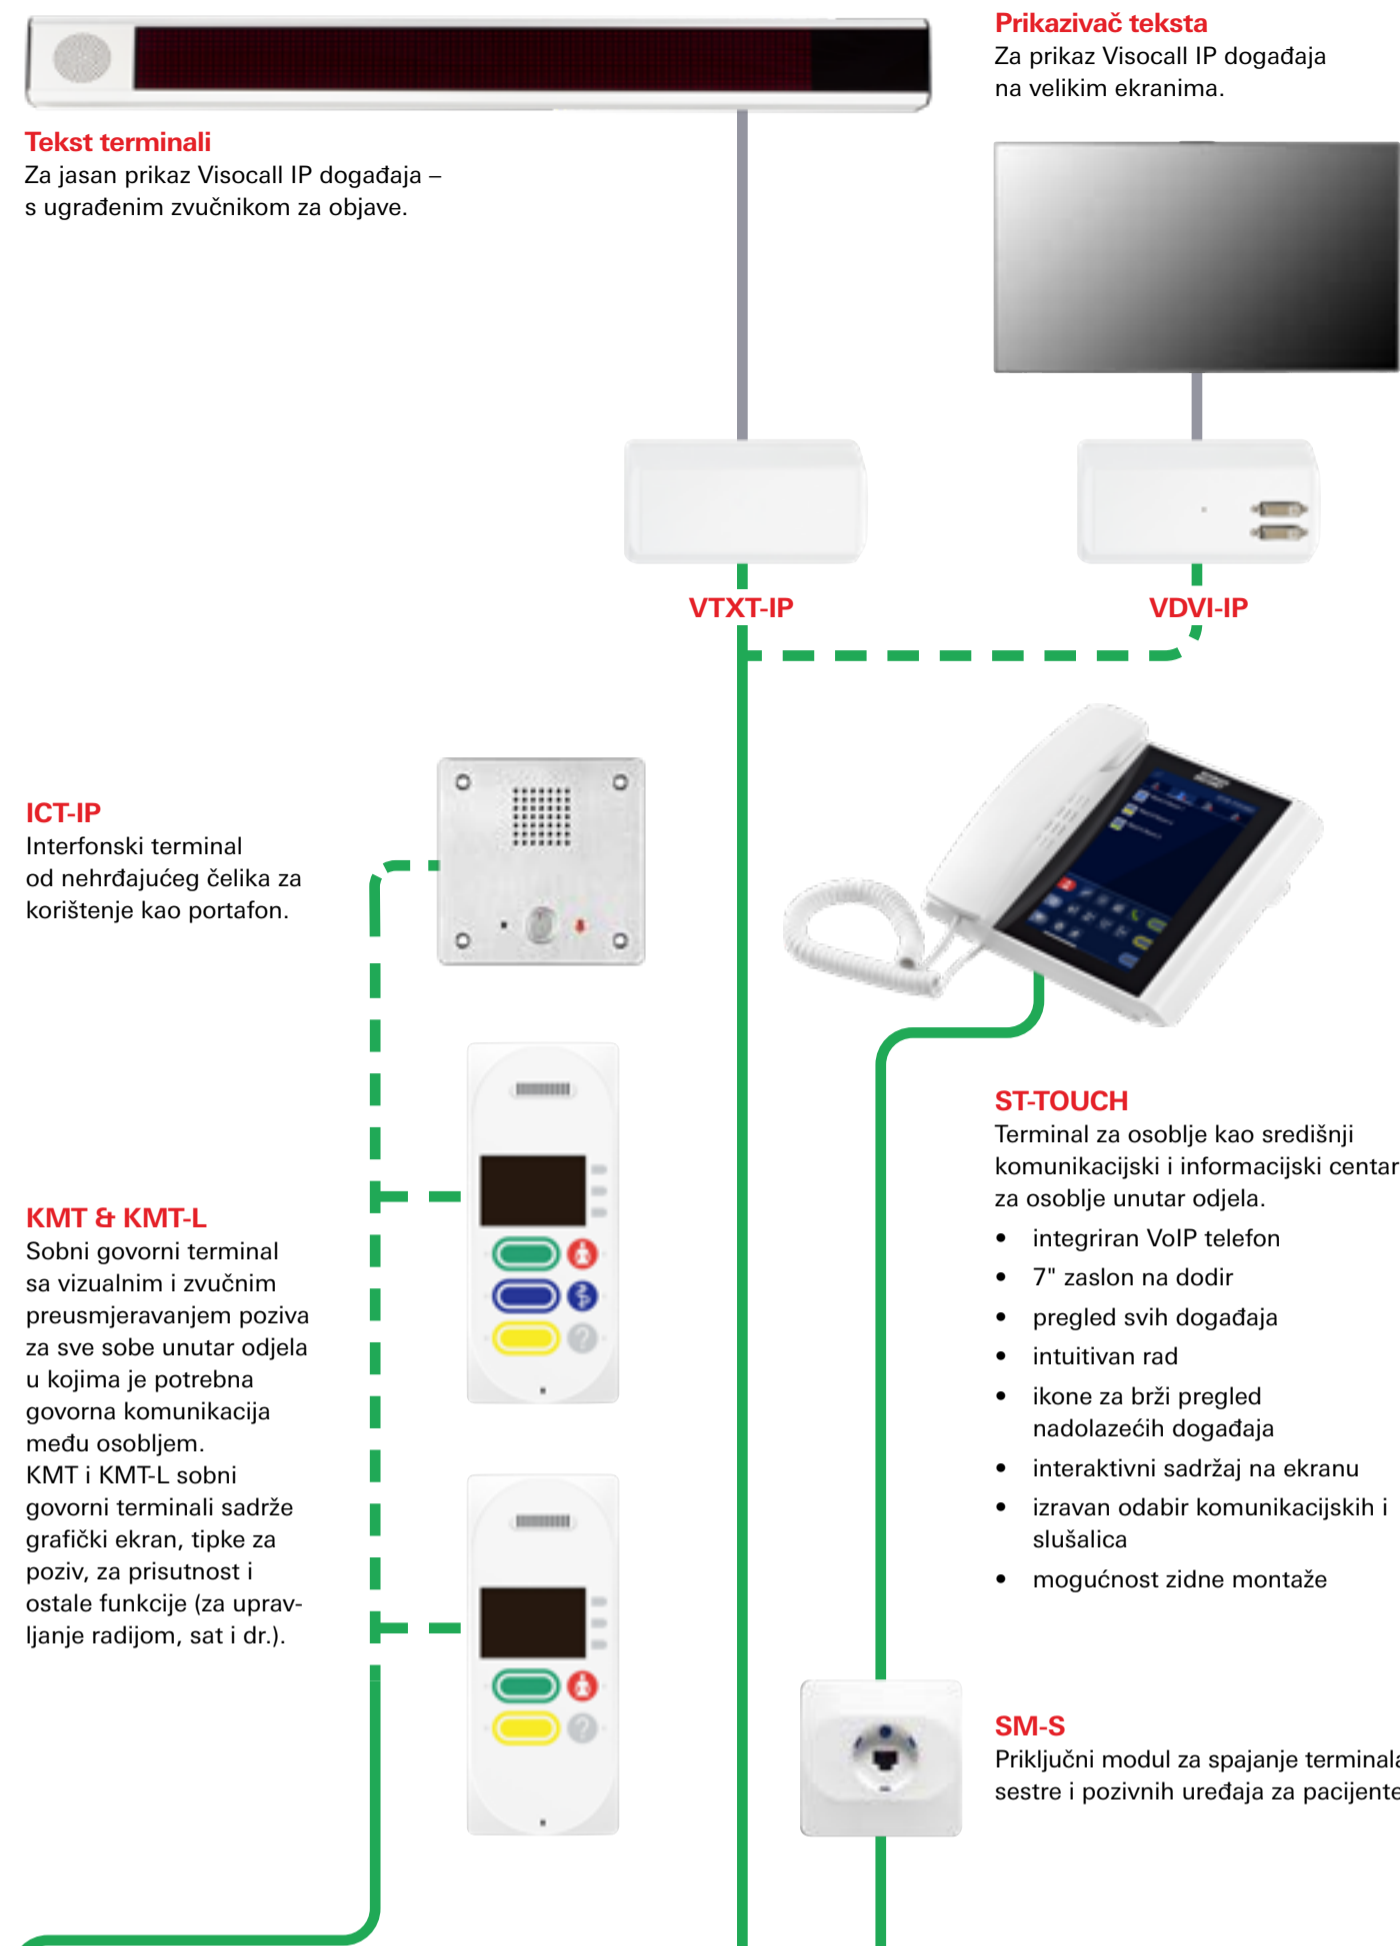 Prikazivač teksta
Za prikaz Visocall IP događaja
na velikim ekranima.
Tekst terminali
Za jasan prikaz Visocall IP događaja –
s ugrađenim zvučnikom za objave.
VTXT-IP
VDVI-IP
ICT-IP
Interfonski terminal
od nehrđajućeg čelika za
korištenje kao portafon.
KMT & KMT-L
Sobni govorni terminal
sa vizualnim i zvučnim
preusmjeravanjem poziva
za sve sobe unutar odjela
u kojima je potrebna
govorna komunikacija
među osobljem.
KMT i KMT-L sobni
govorni terminali sadrže
grafički ekran, tipke za
poziv, za prisutnost i
ostale funkcije (za uprav-
ljanje radijom, sat i dr.).
ST-TOUCH
Terminal za osoblje kao središnji
komunikacijski i informacijski centar
za osoblje unutar odjela.
• integriran VoIP telefon
• 7" zaslon na dodir
• pregled svih događaja
• intuitivan rad
• ikone za brži pregled
nadolazećih događaja
• interaktivni sadržaj na ekranu
• izravan odabir komunikacijskih i
slušalica
• mogućnost zidne montaže
SM-S
Priključni modul za spajanje terminala
sestre i pozivnih uređaja za pacijente